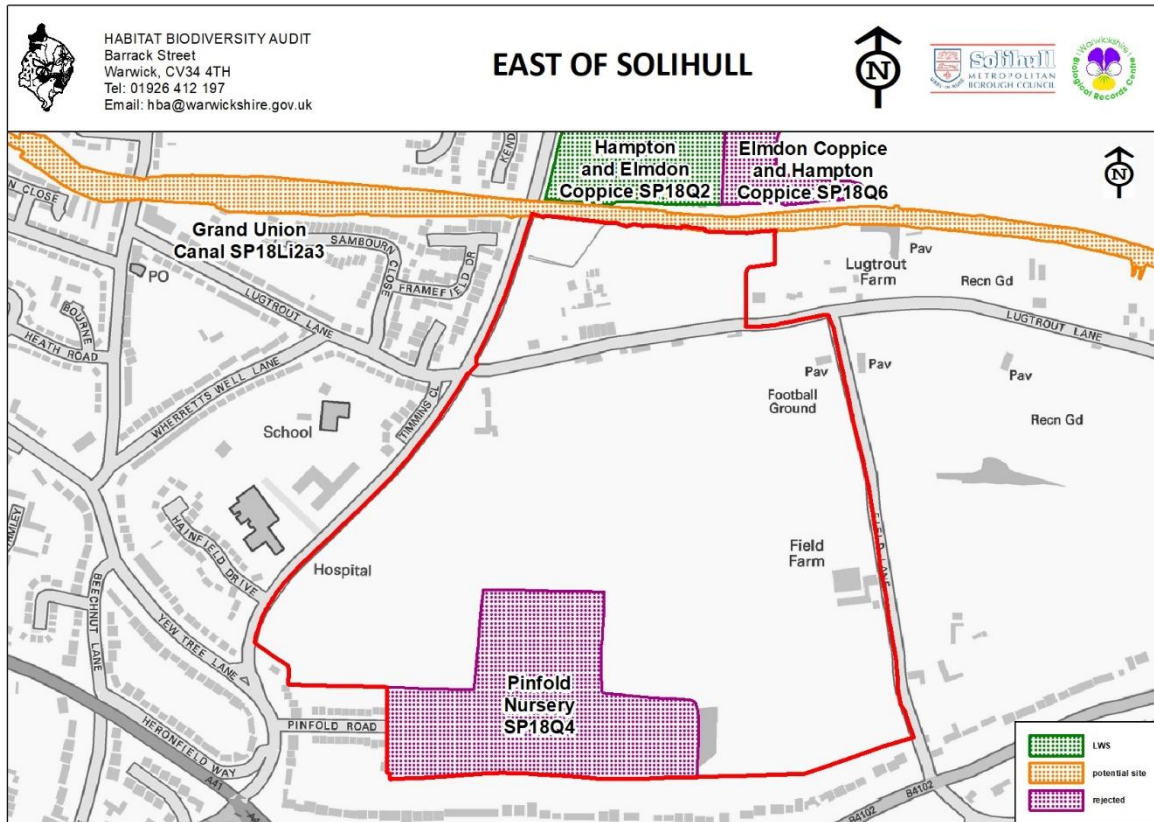 HABITAT BIODIVERSITY AUDIT
Barrack Street
Warwick, CV34 4TH
Tel: 01926 412 197
Email: hba@warwickshire.gov.uk
EAST OF SOLIHULL
N
Solihull
METROPOLITAN
BOROUGH COUNCIL
Warwickshire
Biological Records Centre
KEND
Hampton
and Elmdon
Coppice SP18Q2
Elmdon Coppice
and Hampton
Coppice SP18Q6
N
N CLOSE
Grand Union
Canal SP18Li2a3
SAMBOURN CLOSE
FRAMEFIELD DR
PO
LUGTROUT LANE
Pav
Lugtrout
Farm
Recn Gd
LUGTROUT LANE
BOURNE
HEATH ROAD
WHERRETTS WELL LANE
TIMMINS CL
Pav
Pav
Pav
Football
Ground
Recn Gd
School
HAINFIELD DRIVE
Hospital
Field
Farm
FIELD LANE
BEECHNUT LANE
YEW TREE LANE
Pinfold
Nursery
SP18Q4
PINFOLD ROAD
HERONFIELD WAY
A41
B4102
B4102
LWS
potential site
rejected